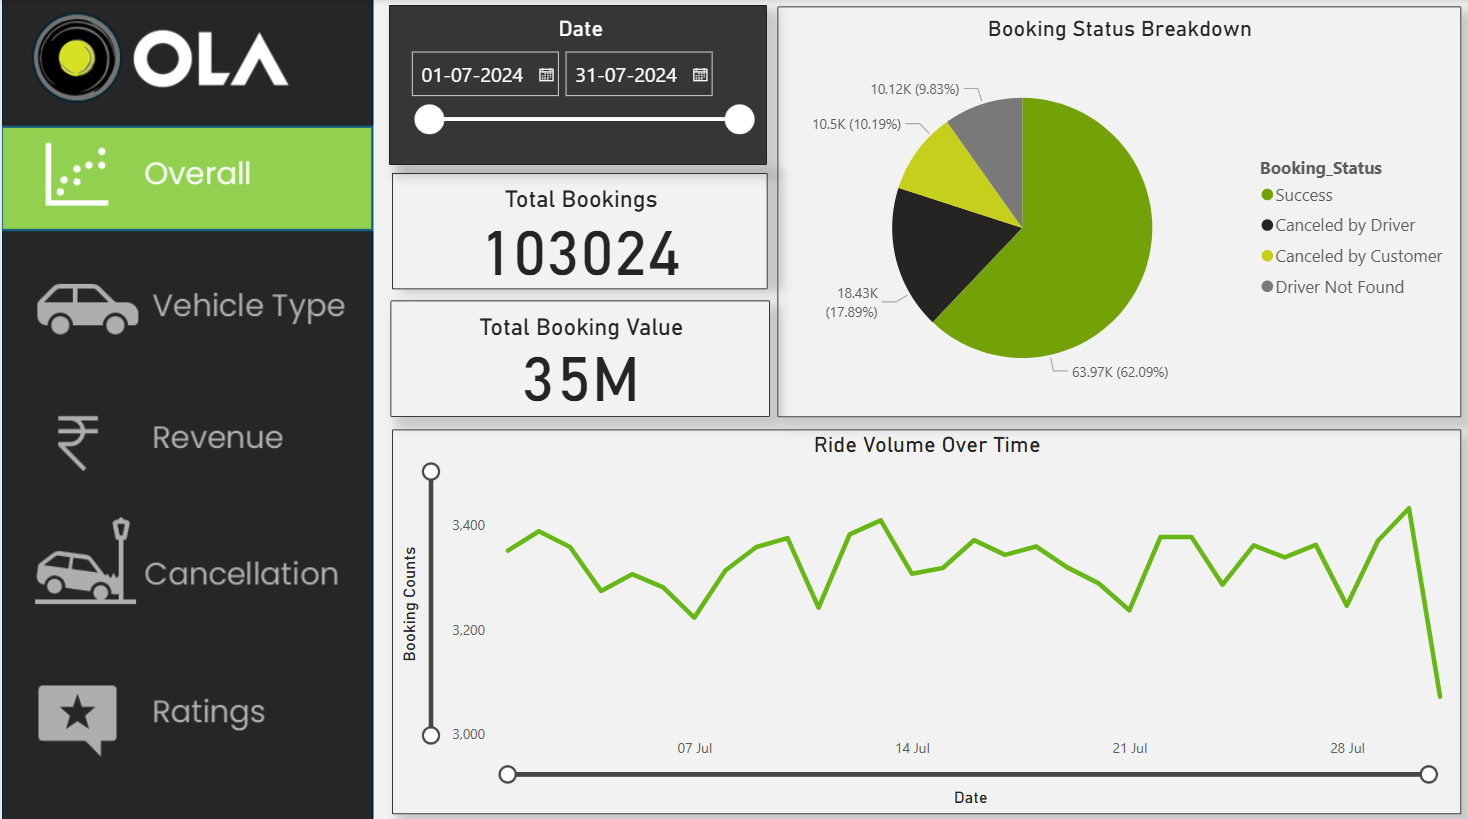 OLA
Overall
Vehicle Type
Revenue
Cancellation
Ratings
Date
01-07-2024 31-07-2024
Total Bookings
103024
Total Booking Value
35M
Booking Status Breakdown
10.12K (9.83%)
10.5K (10.19%)
18.43K
(17.89%)
63.97K (62.09%)
Booking_Status
Success
Canceled by Driver
Canceled by Customer
Driver Not Found
Ride Volume Over Time
Booking Counts
3,400
3,200
3,000
07 Jul 14 Jul 21 Jul 28 Jul
Date